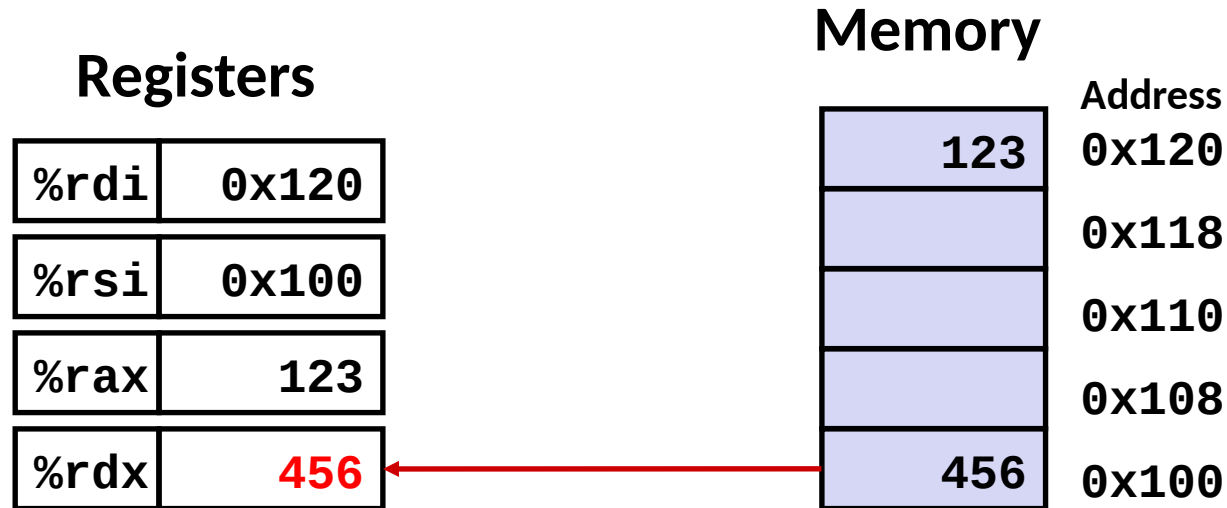 Registers
%rdi 0x120
%rsi 0x100
%rax 123
%rdx 456
Memory
Address
123 0x120
0x118
0x110
0x108
456 0x100